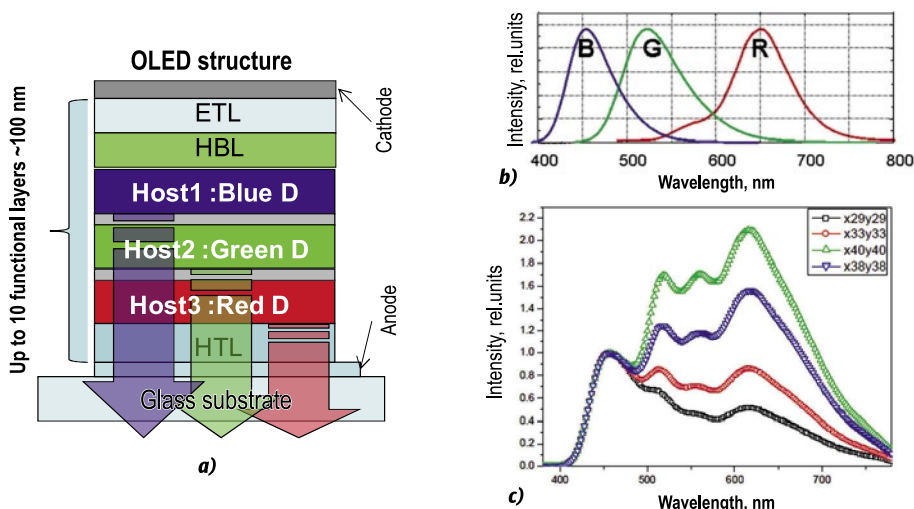 OLED structure
Cathode
ETL
HBL
Host1 :Blue D
Host2 :Green D
Host3 :Red D
HTL
Anode
Glass substrate
Up to 10 functional layers ~100 nm
a)
Intensity, rel.units
B G R
400 500 600 700 800
Wavelength, nm
b)
Intensity, rel.units
2.2
2.0
1.8
1.6
1.4
1.2
1.0
0.8
0.6
0.4
0.2
0.0
x29y29
x33y33
x40y40
x38y38
400 500 600 700
Wavelength, nm
c)